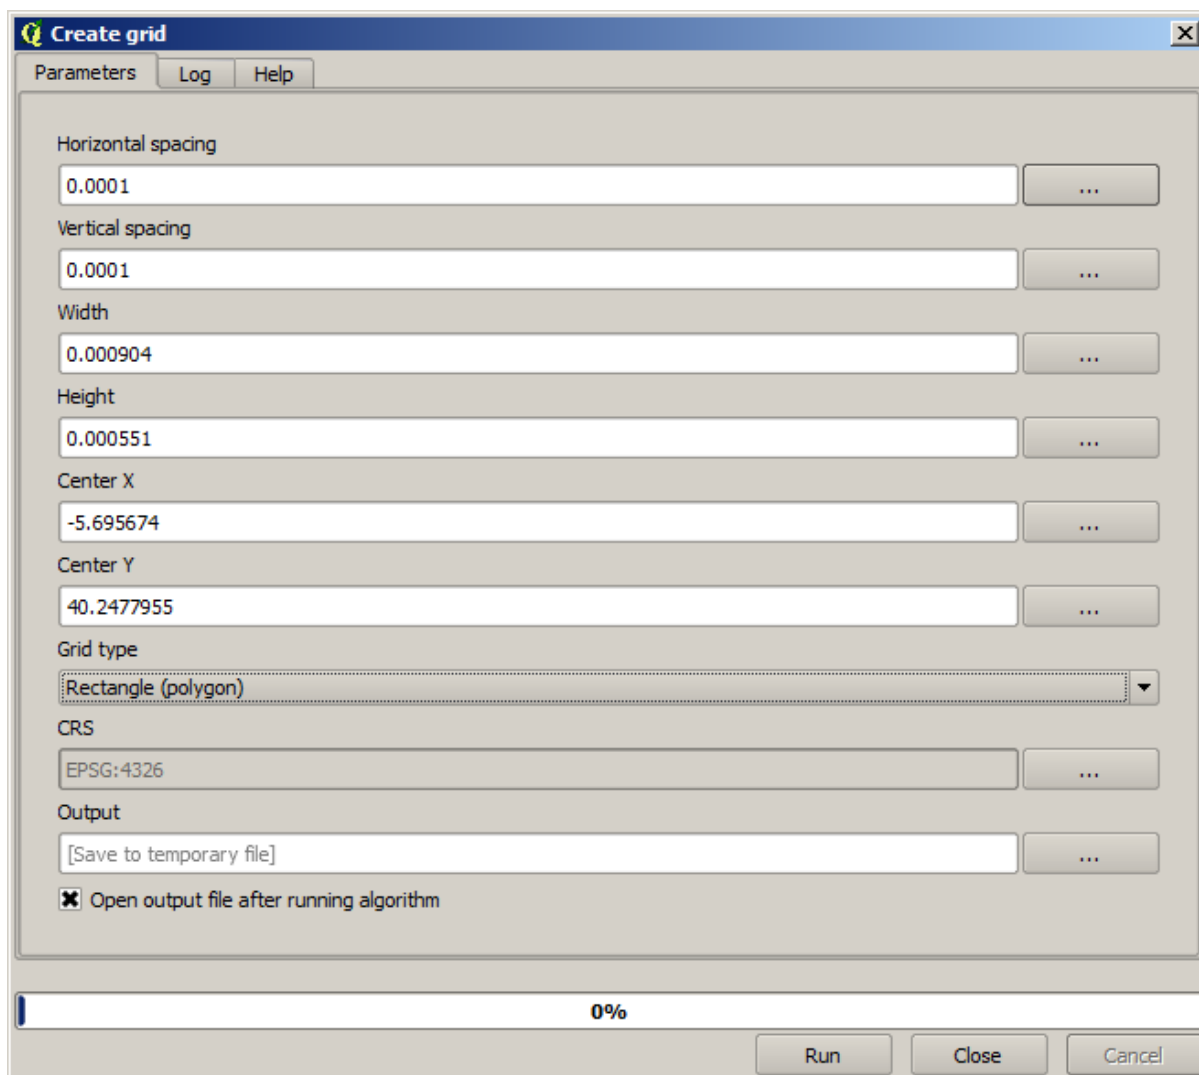 Create grid
Parameters Log Help
Horizontal spacing
0.0001 ...
Vertical spacing
0.0001 ...
Width
0.000904 ...
Height
0.000551 ...
Center X
-5.695674 ...
Center Y
40.2477955 ...
Grid type
Rectangle (polygon)
CRS
EPSG:4326 ...
Output
[Save to temporary file] ...
Open output file after running algorithm
0%
Run Close Cancel